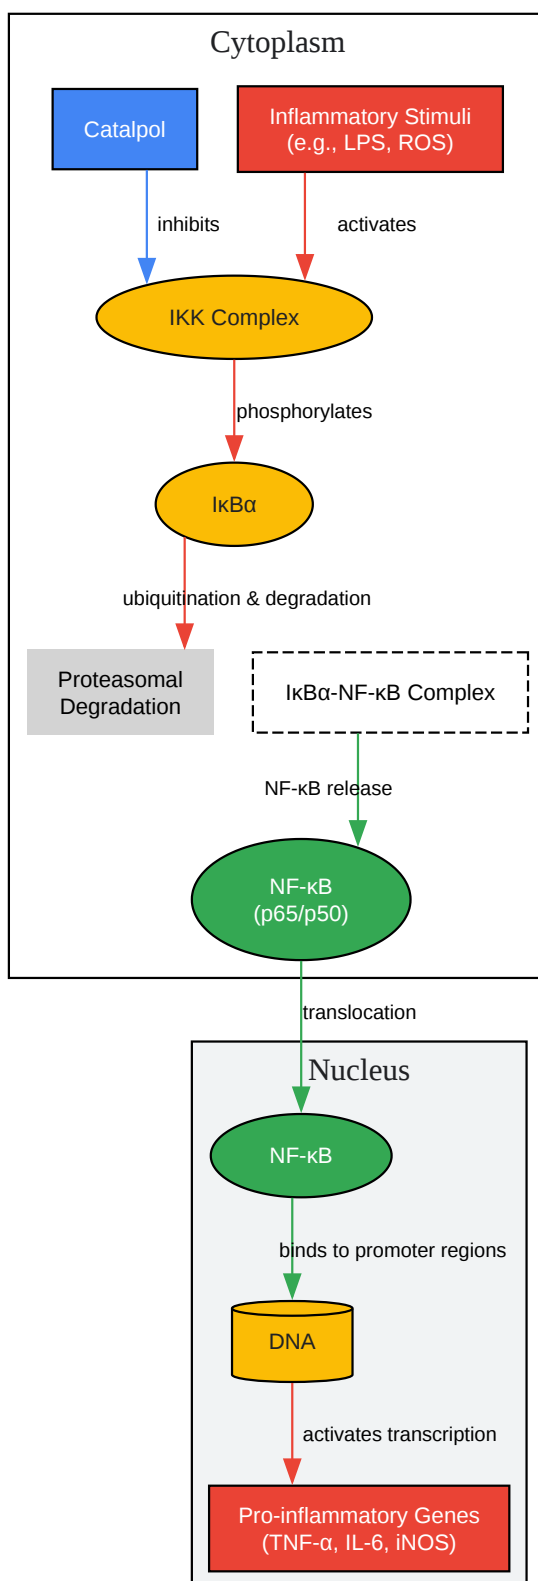 Cytoplasm
Catalpol
Inflammatory Stimuli
(e.g., LPS, ROS)
inhibits
activates
IKK Complex
phosphorylates
IκBα
ubiquitination & degradation
Proteasomal
Degradation
IκBα-NF-κB Complex
NF-κB release
NF-κB
(p65/p50)
translocation
Nucleus
NF-κB
binds to promoter regions
DNA
activates transcription
Pro-inflammatory Genes
(TNF-α, IL-6, iNOS)